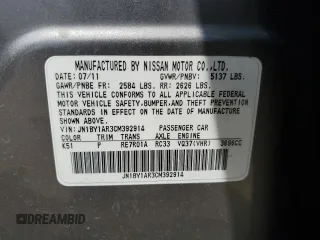 MANUFACTURED BY NISSAN MOTOR CO.,LTD.
DATE: 07/11 GVWR/PNBV: 5137 LBS.
GAWR/PNBE FR: 2584 LBS. RR: 2626 LBS.
THIS VEHICLE CONFORMS TO ALL APPLICABLE
FEDERAL MOTOR VEHICLE
SAFETY,BUMPER,AND THEFT PREVENTION
STANDARDS IN EFFECT ON THE DATE OF
MANUFACTURE SHOWN ABOVE.
VIN:JN1BY1AR3CM392914 PASSENGER CAR
COLOR TRIM TRANS AXLE ENGINE
K51 P RE7R01A RC33 VQ37(VHR) 3696CC
JN1BY1AR3CM392914
DREAMBID